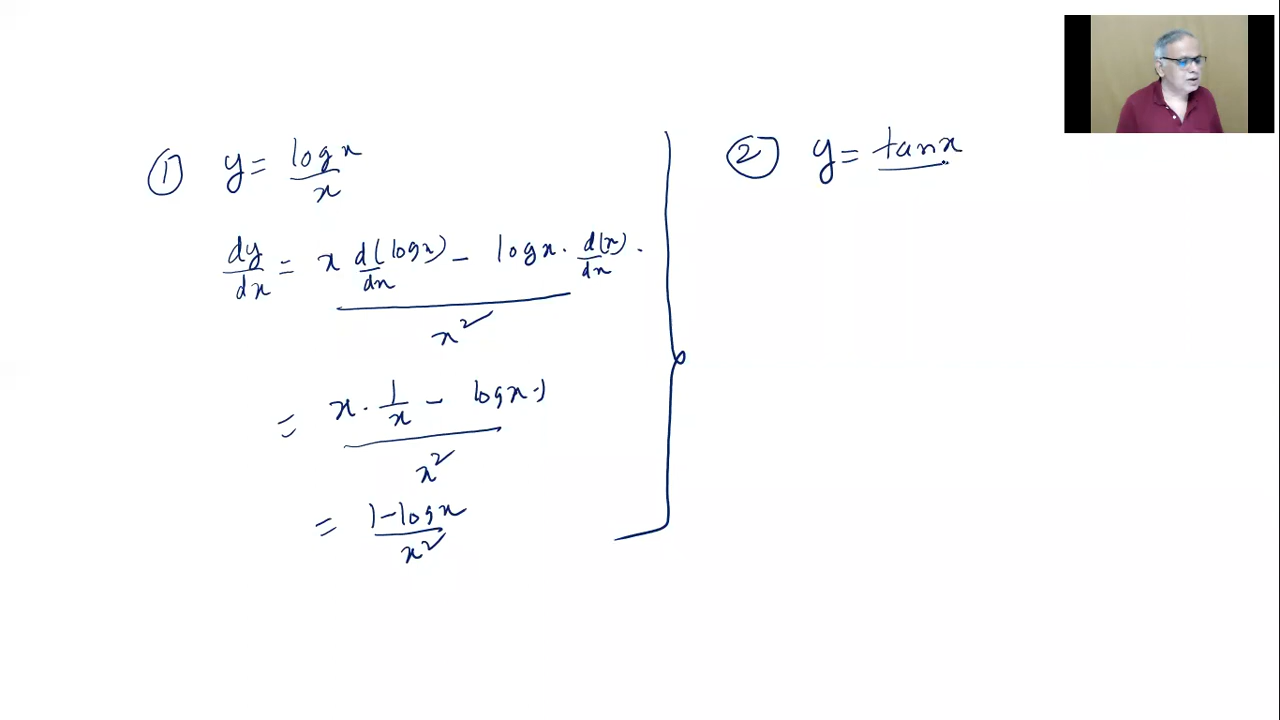 ① y = log x / x
dy/dx = x d(log x)/dx - log x · d(x)/dx .
x²
= x · 1/x - log x · 1
x²
= 1 - log x / x²
② y = tan x